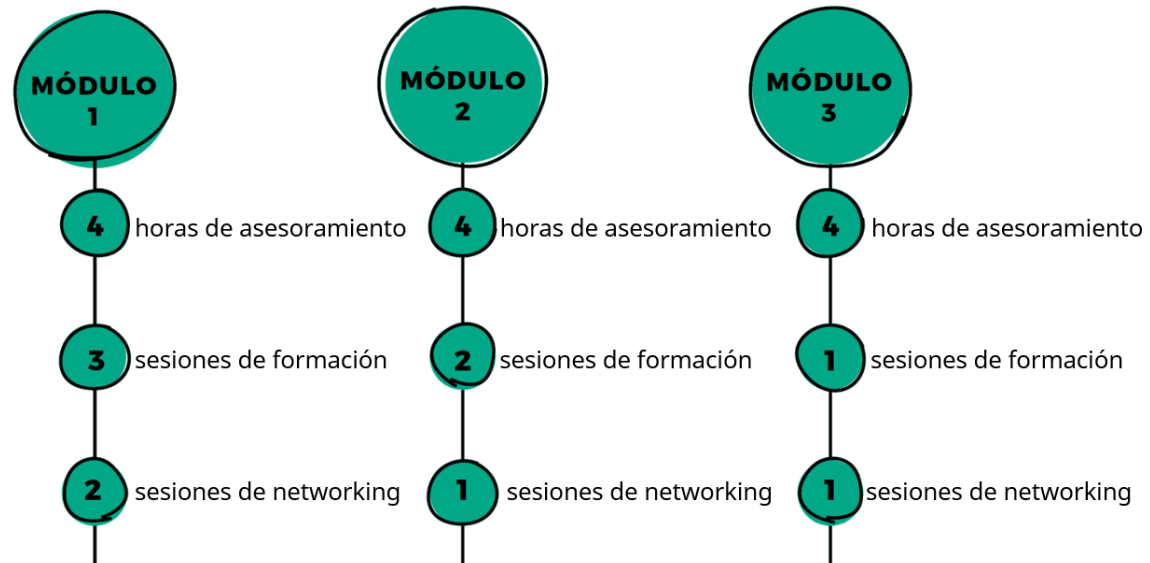 MÓDULO
1
4 horas de asesoramiento
3 sesiones de formación
2 sesiones de networking
MÓDULO
2
4 horas de asesoramiento
2 sesiones de formación
1 sesiones de networking
MÓDULO
3
4 horas de asesoramiento
1 sesiones de formación
1 sesiones de networking